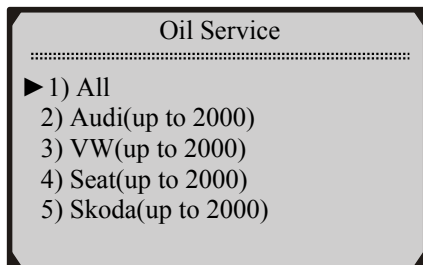 Oil Service
►1) All
2) Audi(up to 2000)
3) VW(up to 2000)
4) Seat(up to 2000)
5) Skoda(up to 2000)